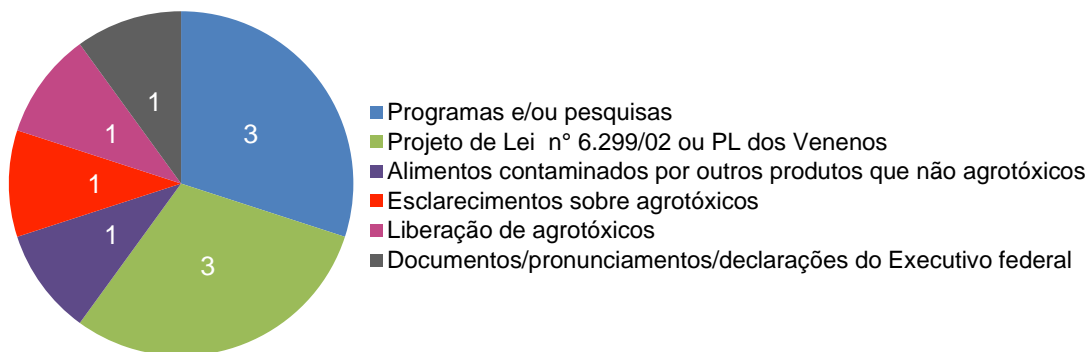 3
3
1
1
1
1
Programas e/ou pesquisas
Projeto de Lei n° 6.299/02 ou PL dos Venenos
Alimentos contaminados por outros produtos que não agrotóxicos
Esclarecimentos sobre agrotóxicos
Liberação de agrotóxicos
Documentos/pronunciamentos/declarações do Executivo federal